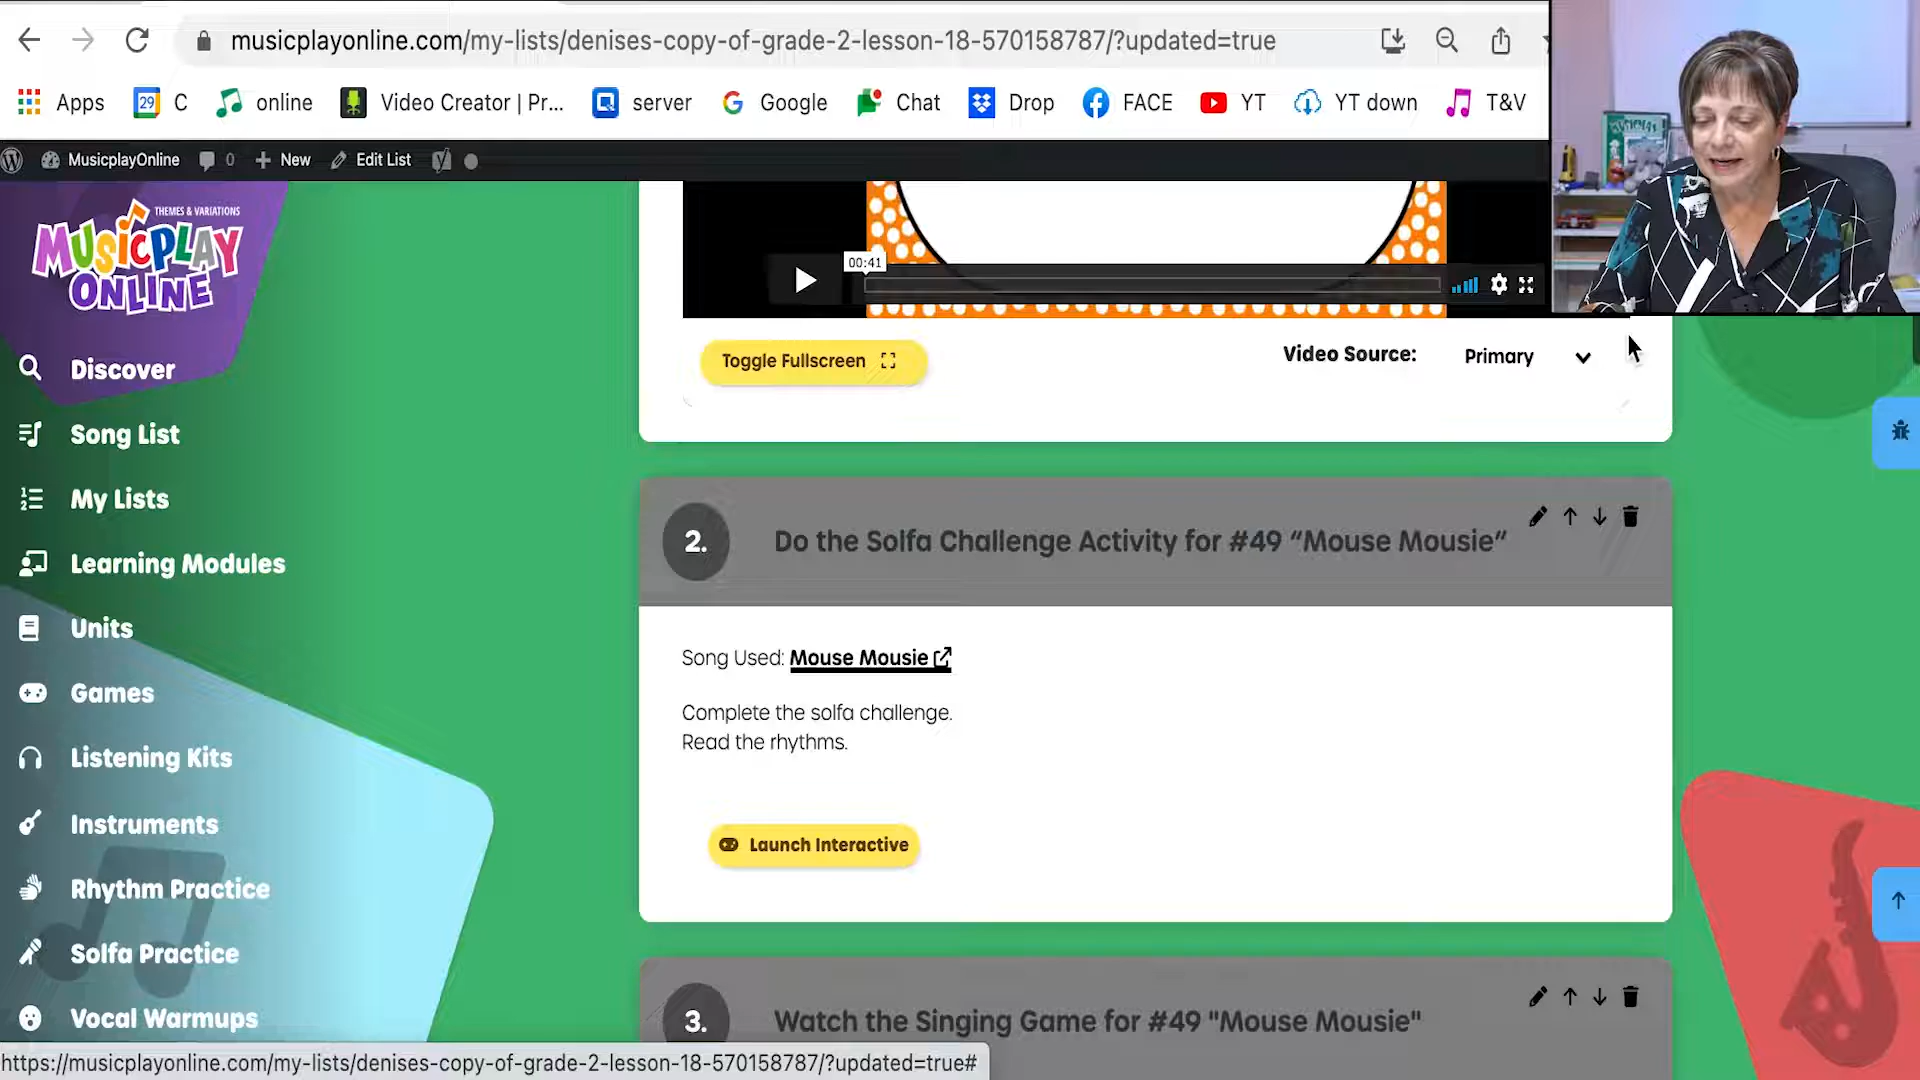 musicplayonline.com/my-lists/denises-copy-of-grade-2-lesson-18-570158787/?updated=true
Apps 29 C online Video Creator | Pr... server Google Chat Drop FACE YT YT down T&V
MusicplayOnline 0 New Edit List
THEMES & VARIATIONS
MUSICPLAY
ONLINE
Discover
Song List
My Lists
Learning Modules
Units
Games
Listening Kits
Instruments
Rhythm Practice
Solfa Practice
Vocal Warmups
00:41
Toggle Fullscreen
Video Source: Primary
2. Do the Solfa Challenge Activity for #49 “Mouse Mousie”
Song Used: Mouse Mousie
Complete the solfa challenge.
Read the rhythms.
Launch Interactive
3. Watch the Singing Game for #49 "Mouse Mousie"
https://musicplayonline.com/my-lists/denises-copy-of-grade-2-lesson-18-570158787/?updated=true#